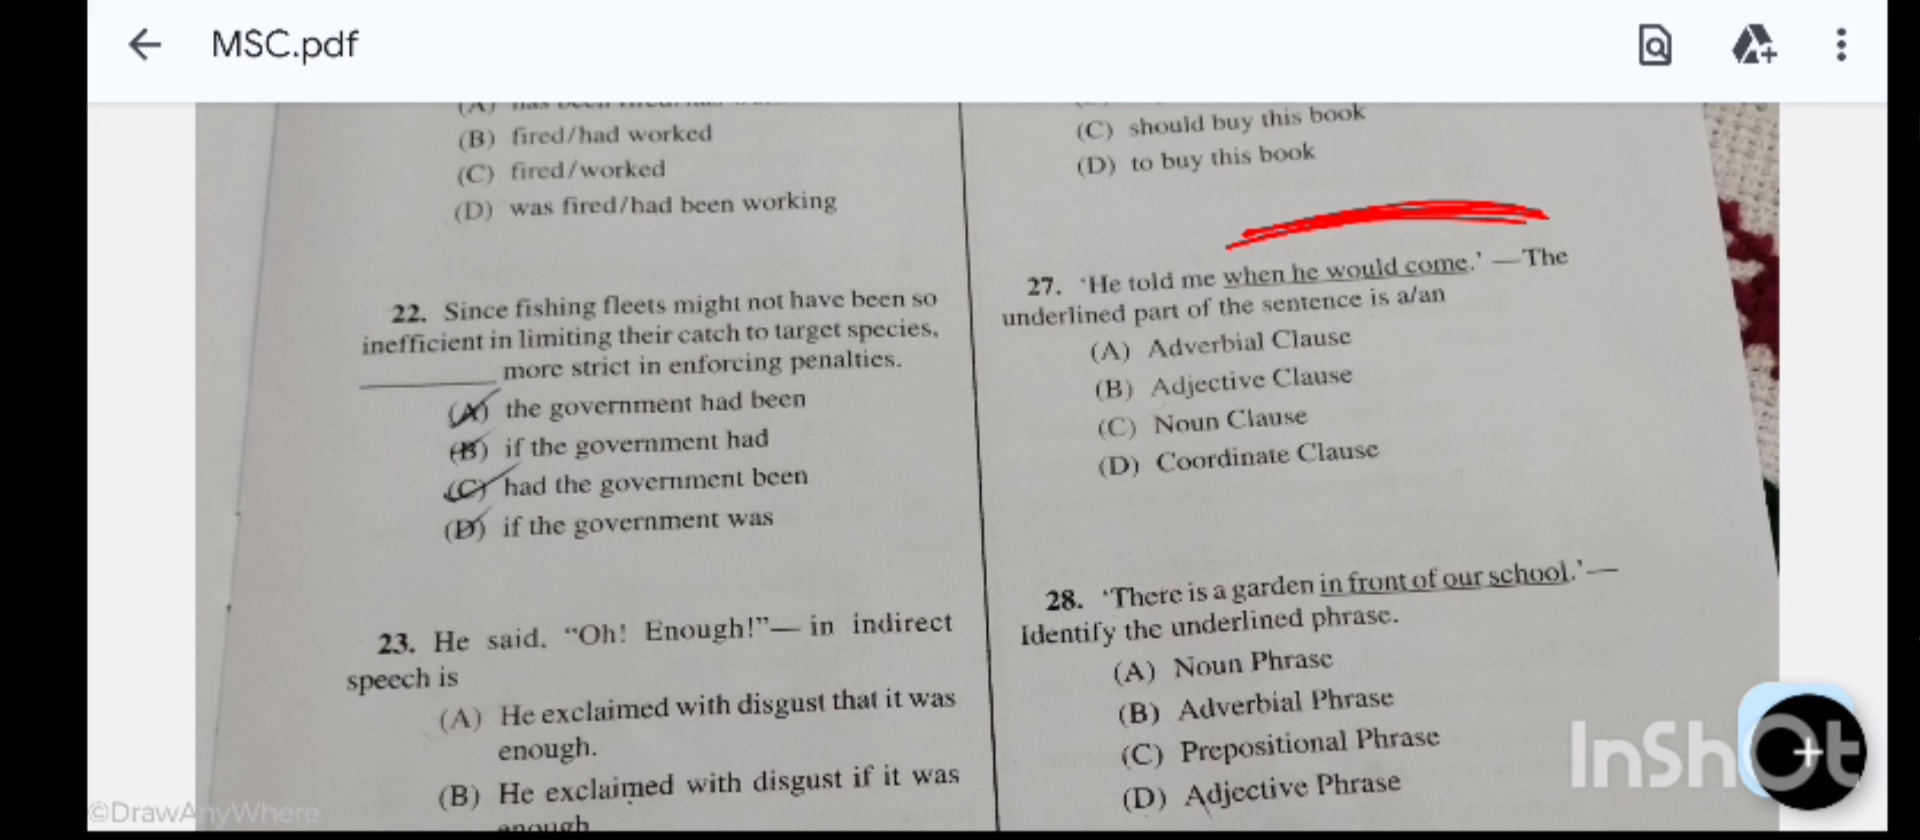 MSC.pdf
(B) fired/had worked
(C) fired/worked
(D) was fired/had been working
22. Since fishing fleets might not have been so
inefficient in limiting their catch to target species,
________ more strict in enforcing penalties.
(A) the government had been
(B) if the government had
(C) had the government been
(D) if the government was
23. He said, “Oh! Enough!”— in indirect
speech is
(A) He exclaimed with disgust that it was
enough.
(B) He exclaimed with disgust if it was
enough
(C) should buy this book
(D) to buy this book
27. ‘He told me when he would come.’ —The
underlined part of the sentence is a/an
(A) Adverbial Clause
(B) Adjective Clause
(C) Noun Clause
(D) Coordinate Clause
28. ‘There is a garden in front of our school.’—
Identify the underlined phrase.
(A) Noun Phrase
(B) Adverbial Phrase
(C) Prepositional Phrase
(D) Adjective Phrase
InShOt
©DrawAnyWhere